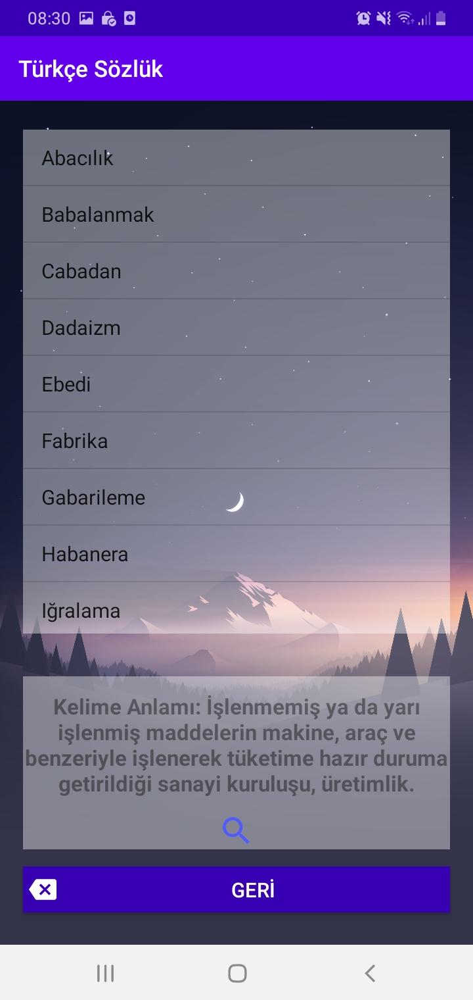 08:30
Türkçe Sözlük
Abacılık
Babalanmak
Cabadan
Dadaizm
Ebedi
Fabrika
Gabarileme
Habanera
Iğralama
Kelime Anlamı: İşlenmemiş ya da yarı
işlenmiş maddelerin makine, araç ve
benzeriyle işlenerek tüketime hazır duruma
getirildiği sanayi kuruluşu, üretimlik.
GERİ